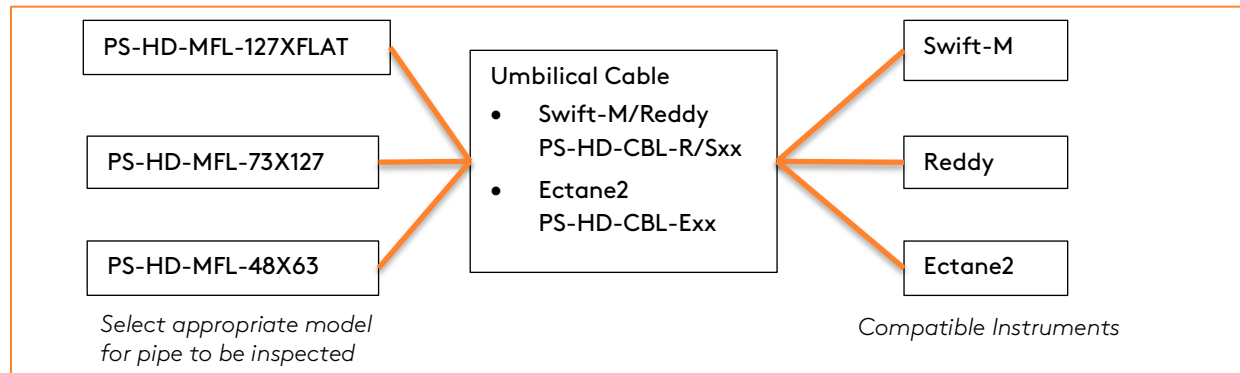 PS-HD-MFL-127XFLAT
PS-HD-MFL-73X127
PS-HD-MFL-48X63
Select appropriate model
for pipe to be inspected
Umbilical Cable
• Swift-M/Reddy
PS-HD-CBL-R/Sxx
• Ectane2
PS-HD-CBL-Exx
Swift-M
Reddy
Ectane2
Compatible Instruments